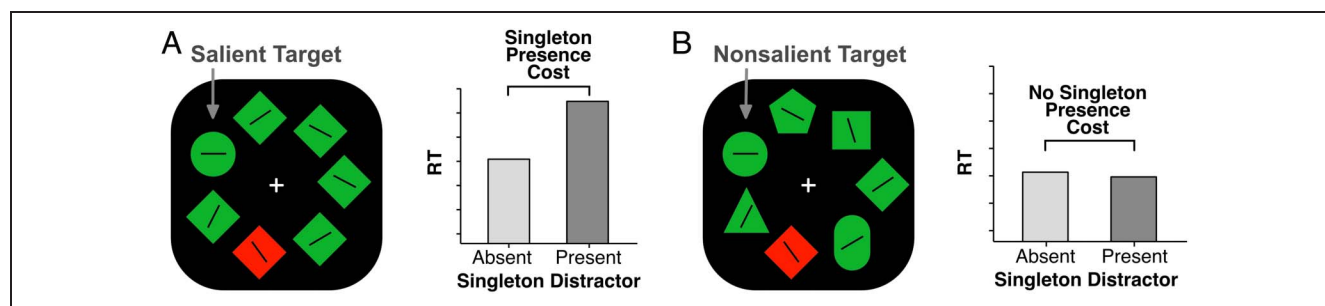 A
Salient Target
Singleton
Presence
Cost
RT
Absent Present
Singleton Distractor
B
Nonsalient Target
No Singleton
Presence
Cost
RT
Absent Present
Singleton Distractor